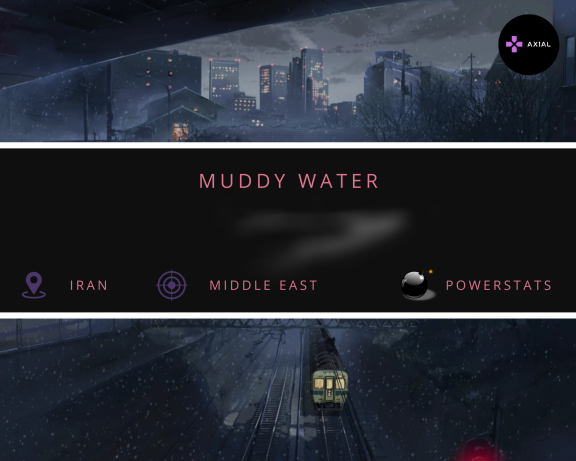 AXIAL
MUDDY WATER
IRAN
MIDDLE EAST
POWERSTATS